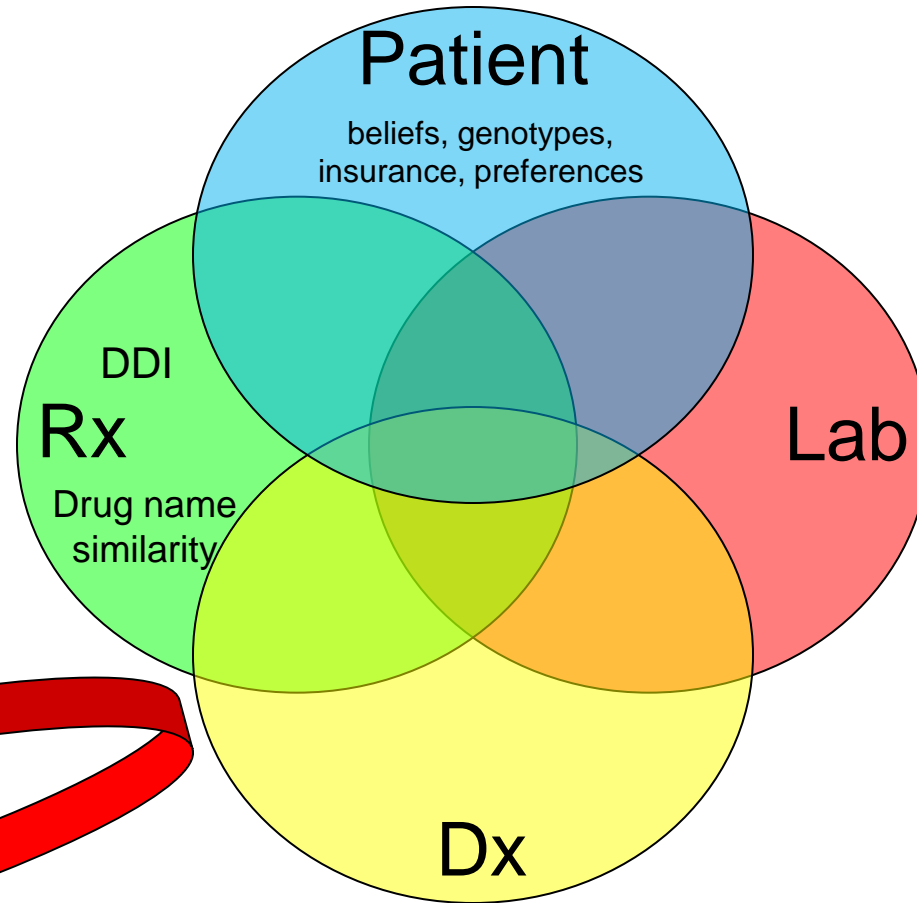 Patient
beliefs, genotypes,
insurance, preferences
DDI
Rx
Drug name
similarity
Lab
Dx